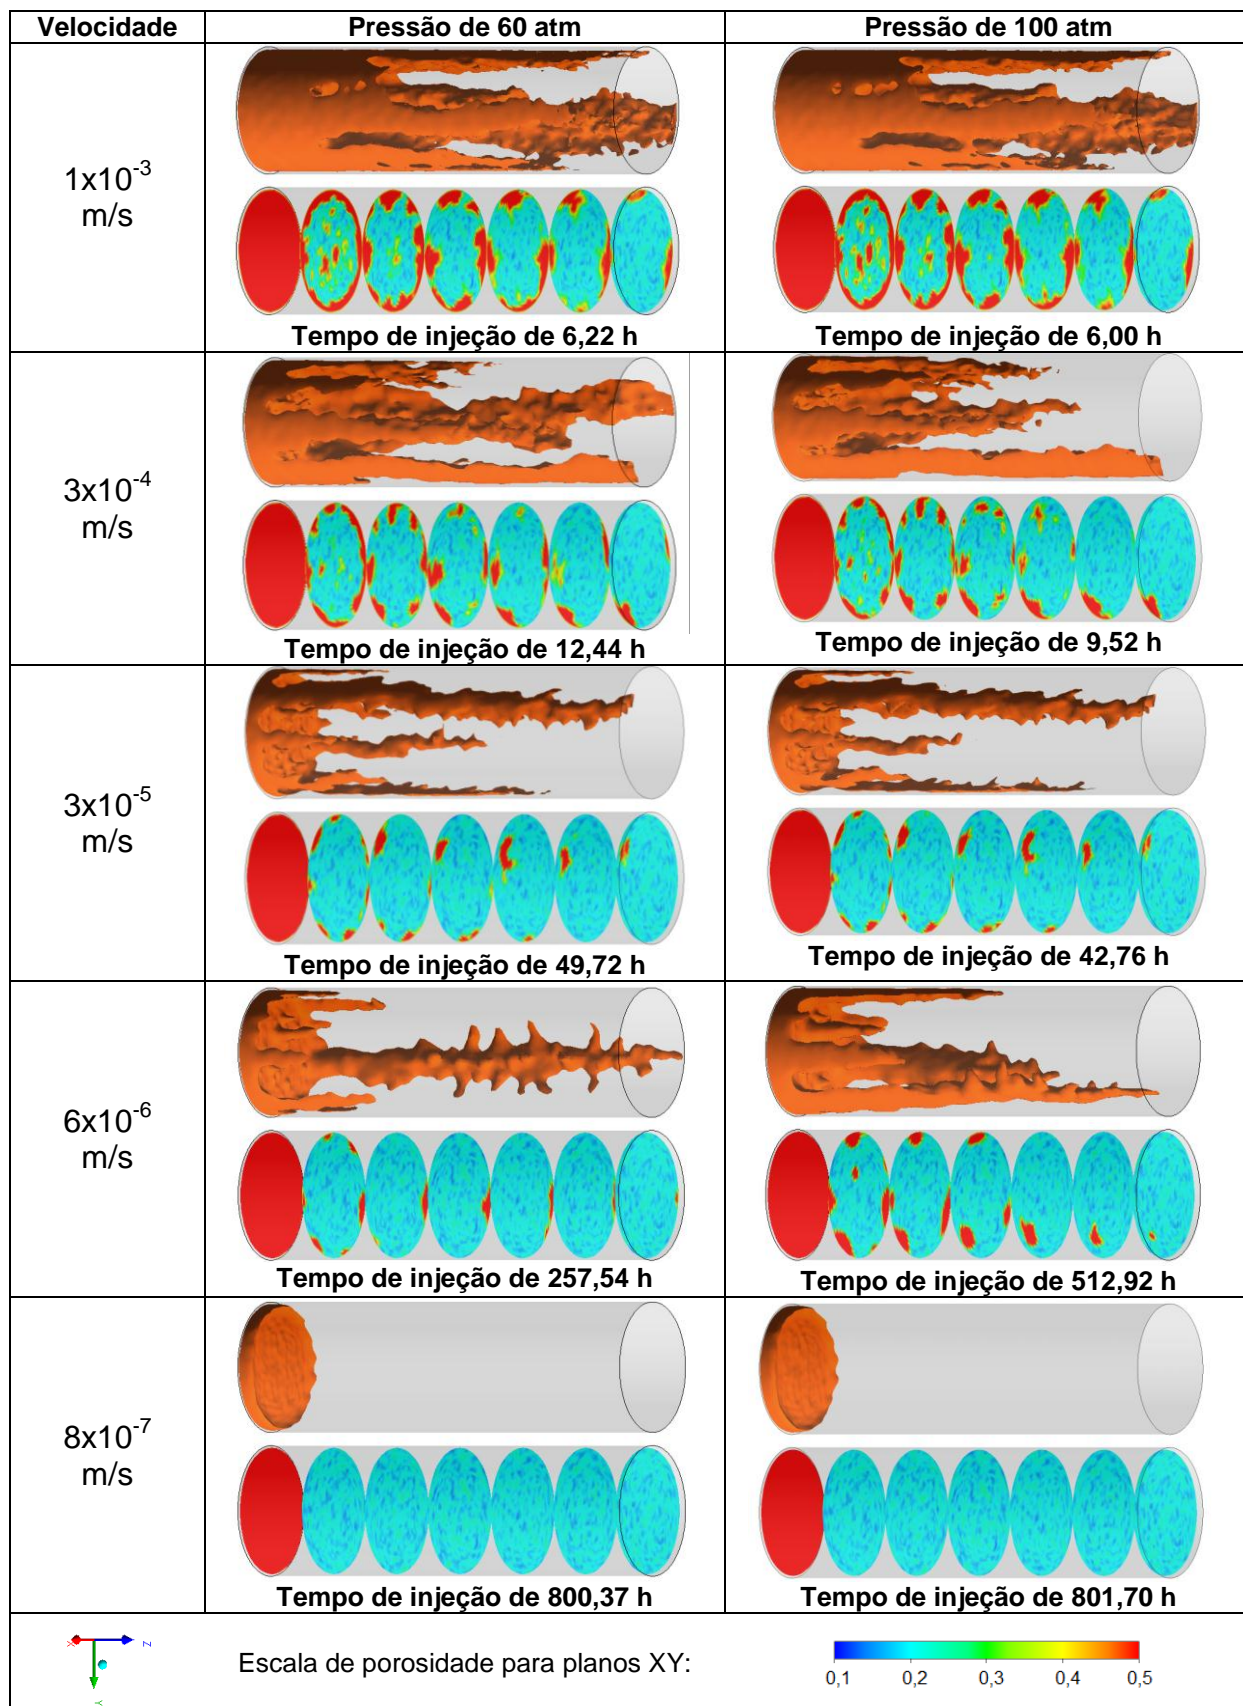 Velocidade
Pressão de 60 atm
Pressão de 100 atm
1x10⁻³
m/s
Tempo de injeção de 6,22 h
Tempo de injeção de 6,00 h
3x10⁻⁴
m/s
Tempo de injeção de 12,44 h
Tempo de injeção de 9,52 h
3x10⁻⁵
m/s
Tempo de injeção de 49,72 h
Tempo de injeção de 42,76 h
6x10⁻⁶
m/s
Tempo de injeção de 257,54 h
Tempo de injeção de 512,92 h
8x10⁻⁷
m/s
Tempo de injeção de 800,37 h
Tempo de injeção de 801,70 h
X
Z
Y
Escala de porosidade para planos XY:
0,1 0,2 0,3 0,4 0,5